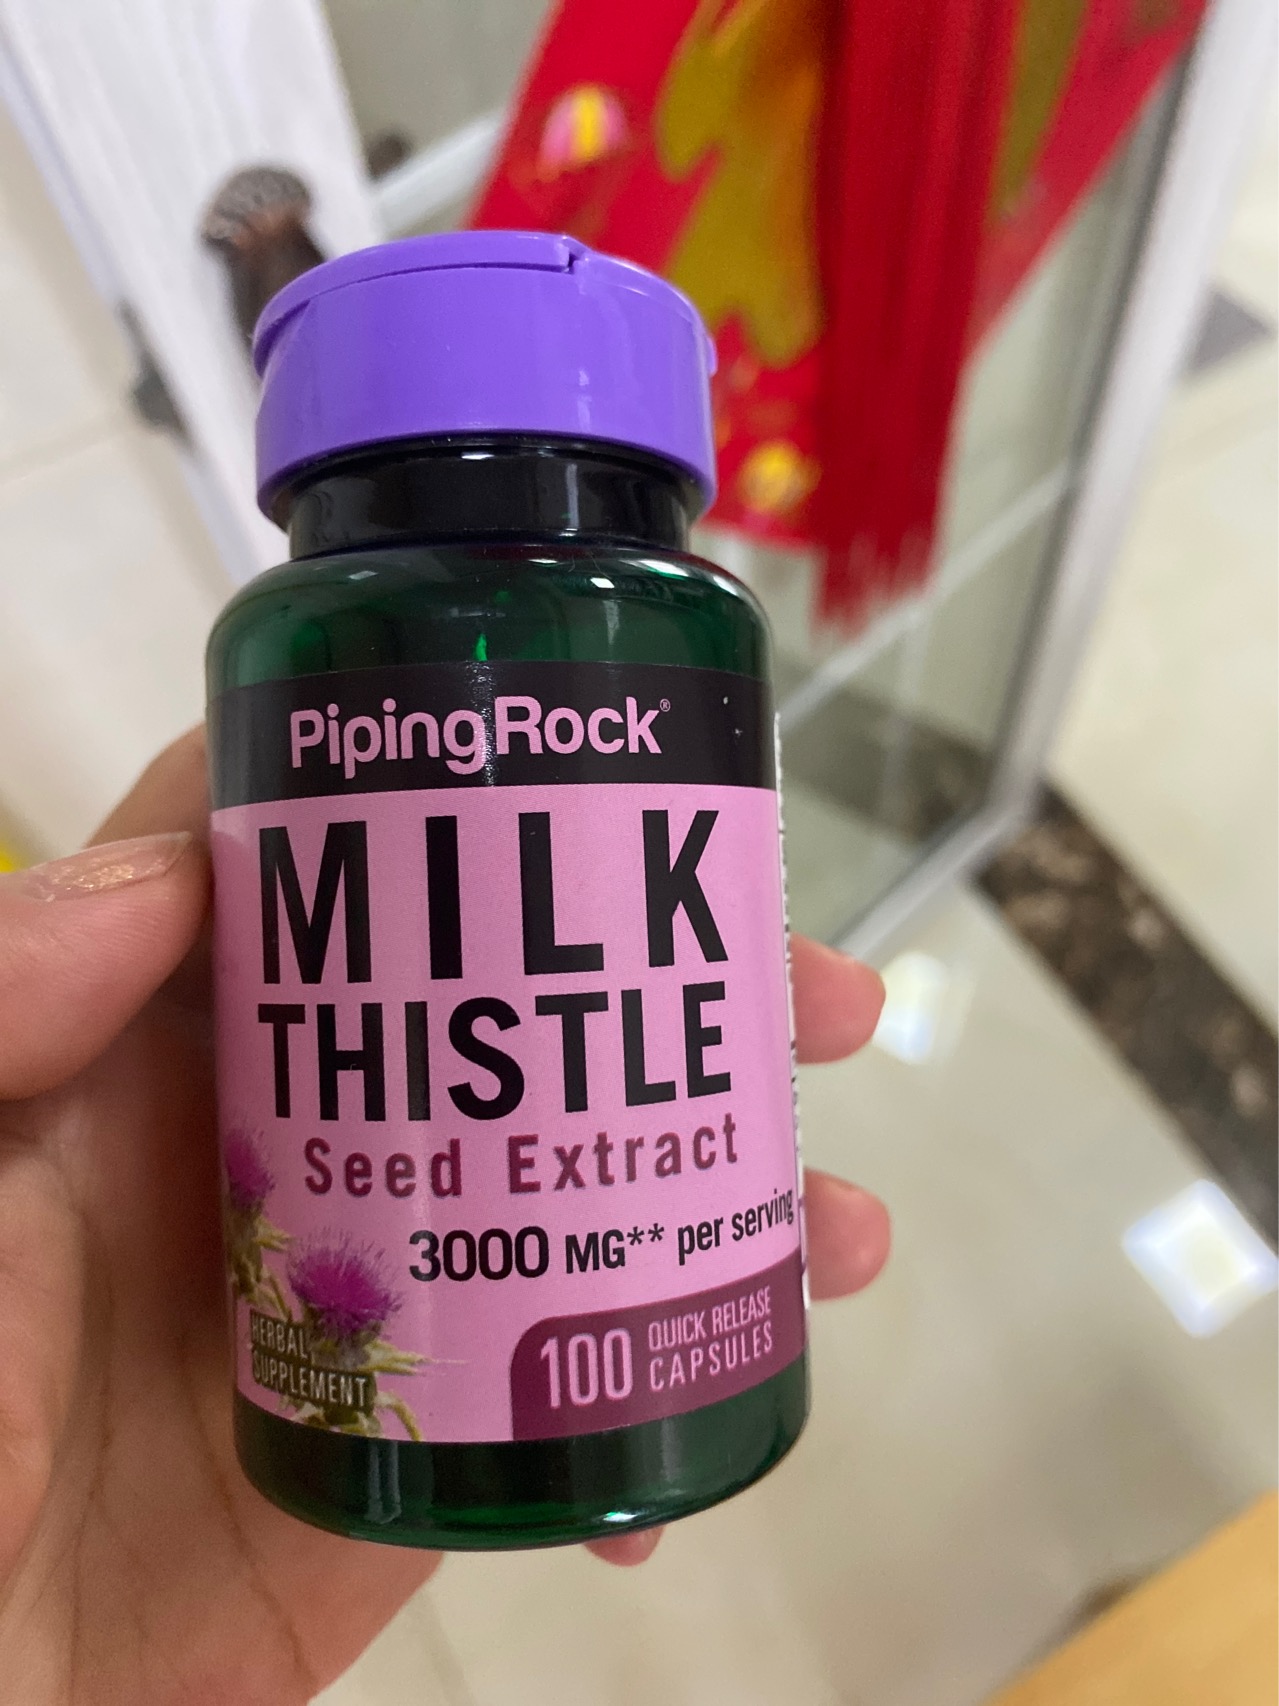 PipingRock®
MILK
THISTLE
Seed Extract
3000 MG** per serving
HERBAL
SUPPLEMENT
100 QUICK RELEASE
CAPSULES